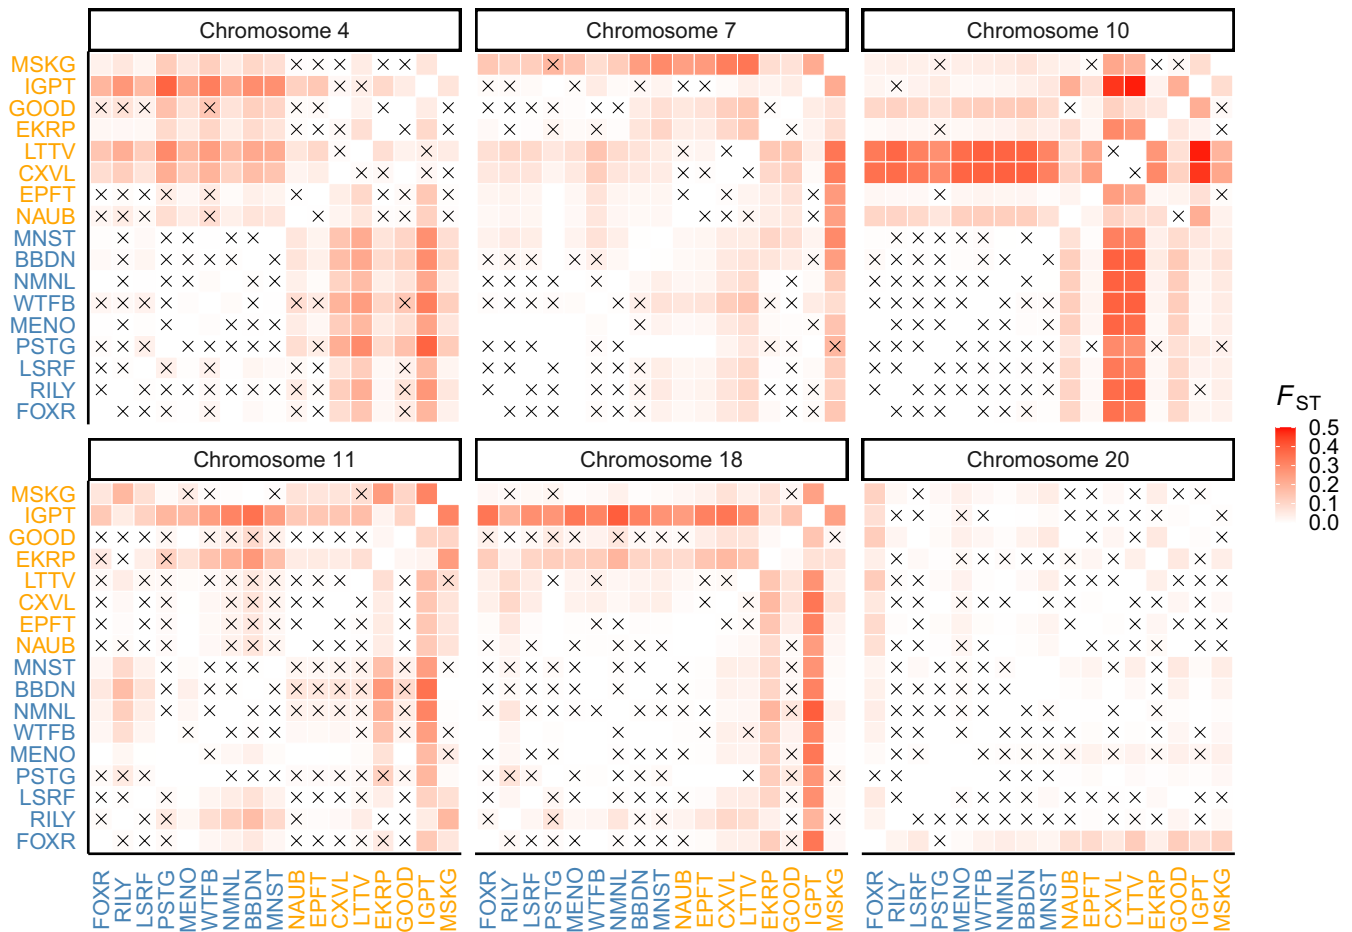 Chromosome 4
Chromosome 7
Chromosome 10
MSKG
IGPT
GOOD
EKRP
LTTV
CXVL
EPFT
NAUB
MNST
BBDN
NMNL
WTFB
MENO
PSTG
LSRF
RILY
FOXR
FST
0.5
0.4
0.3
0.2
0.1
0.0
Chromosome 11
Chromosome 18
Chromosome 20
MSKG
IGPT
GOOD
EKRP
LTTV
CXVL
EPFT
NAUB
MNST
BBDN
NMNL
WTFB
MENO
PSTG
LSRF
RILY
FOXR
FOXR
RILY
LSRF
PSTG
MENO
WTFB
NMNL
BBDN
MNST
NAUB
EPFT
CXVL
LTTV
EKRP
GOOD
IGPT
MSKG
FOXR
RILY
LSRF
PSTG
MENO
WTFB
NMNL
BBDN
MNST
NAUB
EPFT
CXVL
LTTV
EKRP
GOOD
IGPT
MSKG
FOXR
RILY
LSRF
PSTG
MENO
WTFB
NMNL
BBDN
MNST
NAUB
EPFT
CXVL
LTTV
EKRP
GOOD
IGPT
MSKG